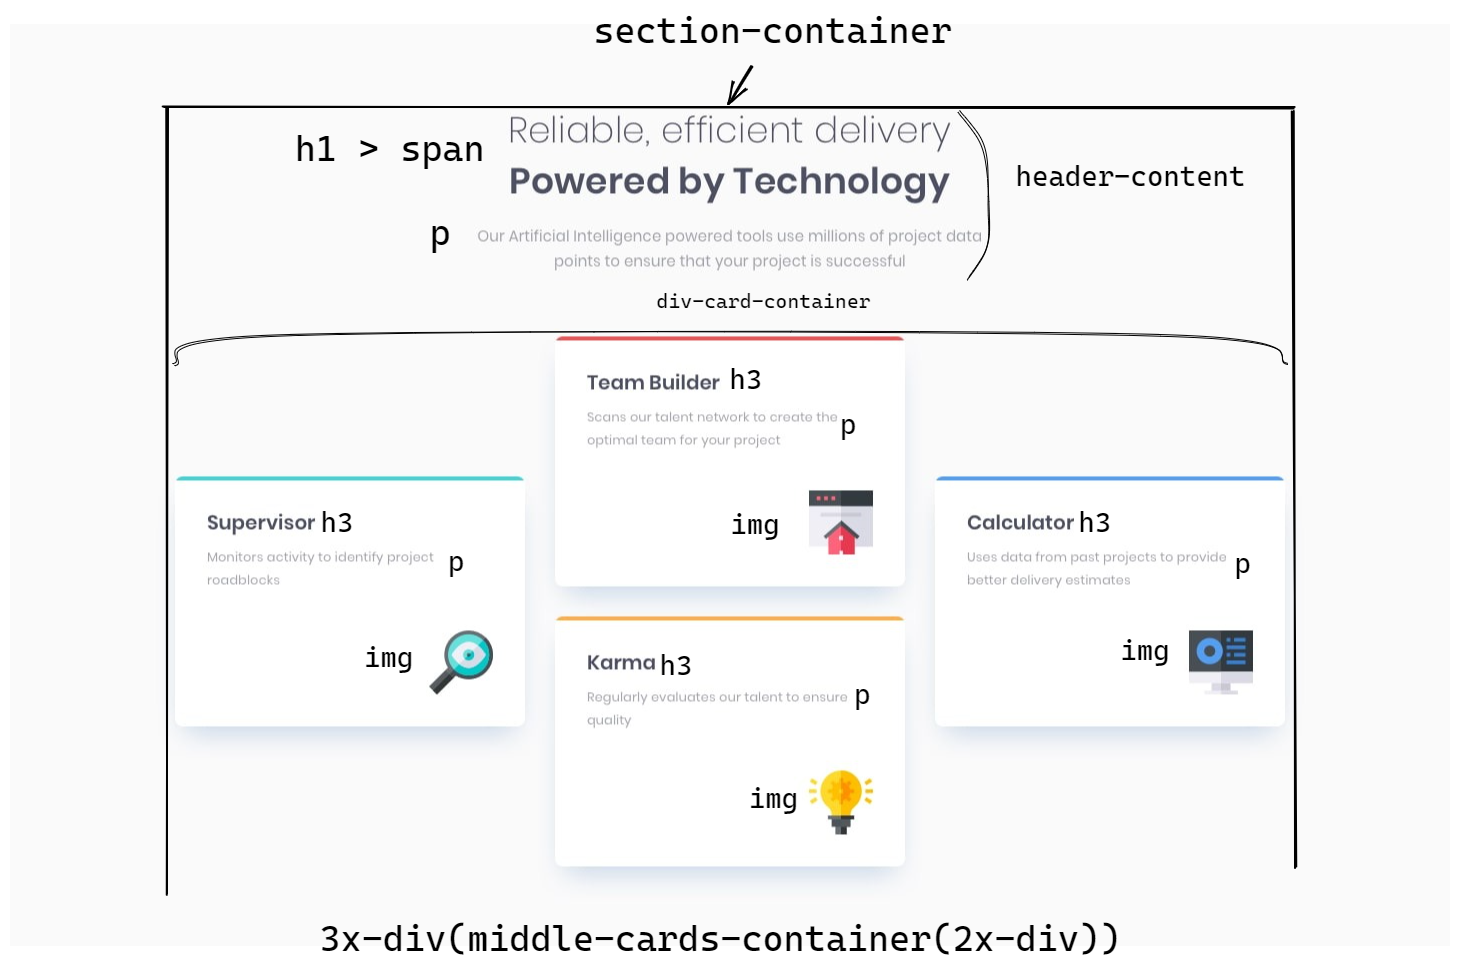 section-container
h1 > span
Reliable, efficient delivery
Powered by Technology
header-content
p
Our Artificial Intelligence powered tools use millions of project data
points to ensure that your project is successful
div-card-container
Team Builder h3
Scans our talent network to create the
optimal team for your project
p
img
Supervisor h3
Monitors activity to identify project
roadblocks
p
img
Calculator h3
Uses data from past projects to provide
better delivery estimates
p
img
Karma h3
Regularly evaluates our talent to ensure
quality
p
img
3x-div(middle-cards-container(2x-div))